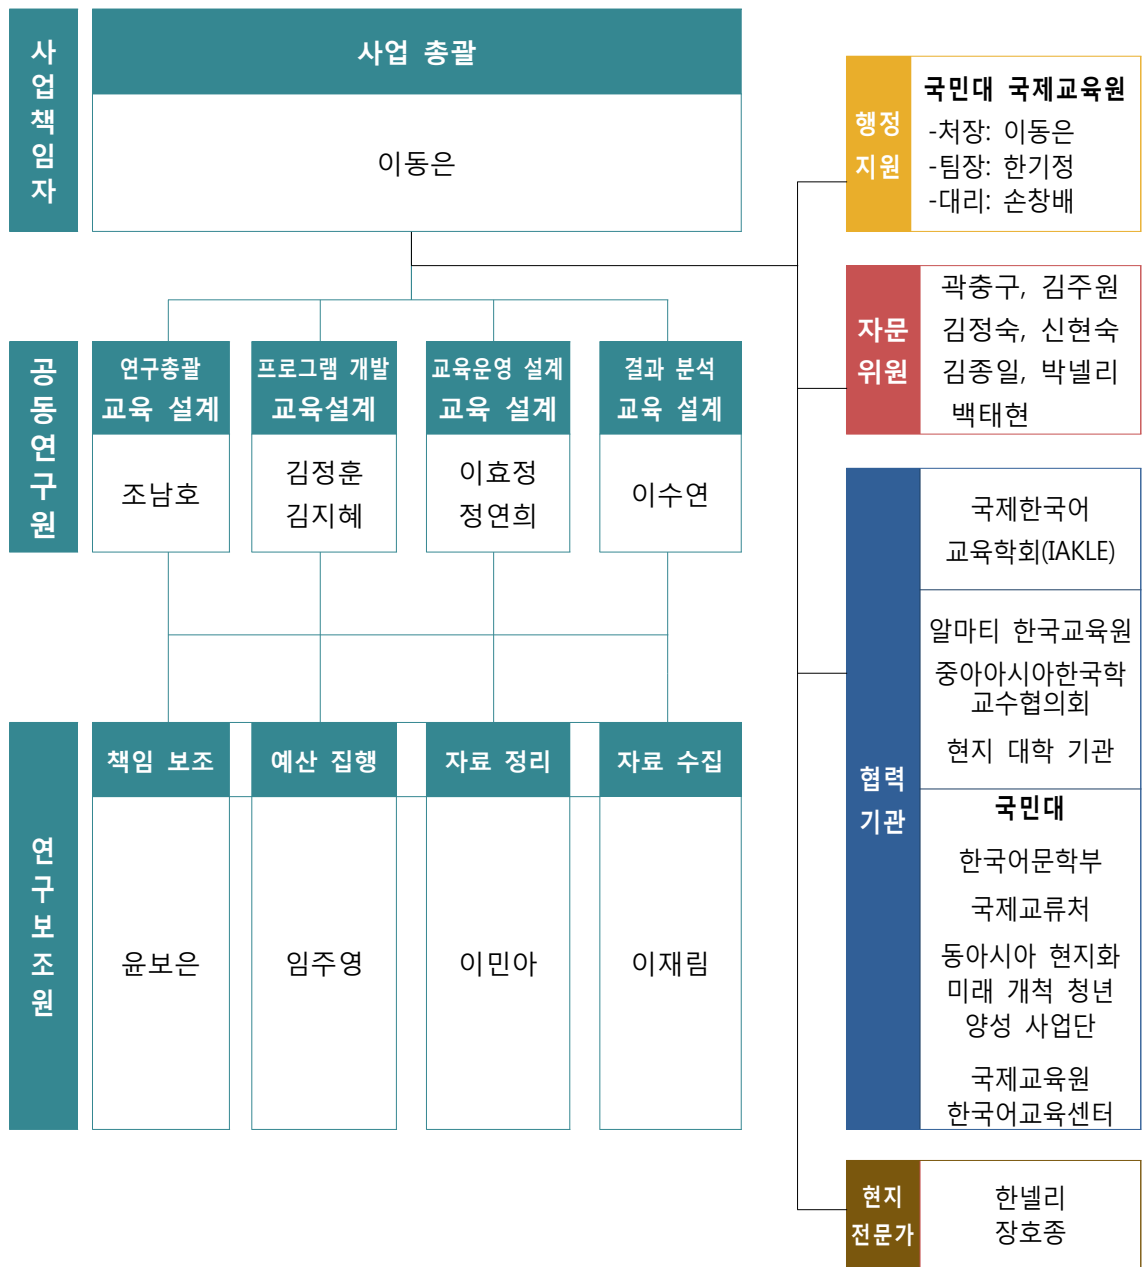 사업책임자
사업 총괄
이동은
공동연구원
연구총괄
교육 설계
조남호
프로그램 개발
교육설계
김정훈
김지혜
교육운영 설계
교육 설계
이효정
정연희
결과 분석
교육 설계
이수연
연구보조원
책임 보조
윤보은
예산 집행
임주영
자료 정리
이민아
자료 수집
이재림
행정
지원
국민대 국제교육원
-처장: 이동은
-팀장: 한기정
-대리: 손창배
자문
위원
곽충구, 김주원
김정숙, 신현숙
김종일, 박넬리
백태현
협력
기관
국제한국어
교육학회(IAKLE)
알마티 한국교육원
중아아시아한국학
교수협의회
현지 대학 기관
국민대
한국어문학부
국제교류처
동아시아 현지화
미래 개척 청년
양성 사업단
국제교육원
한국어교육센터
현지
전문가
한넬리
장호종